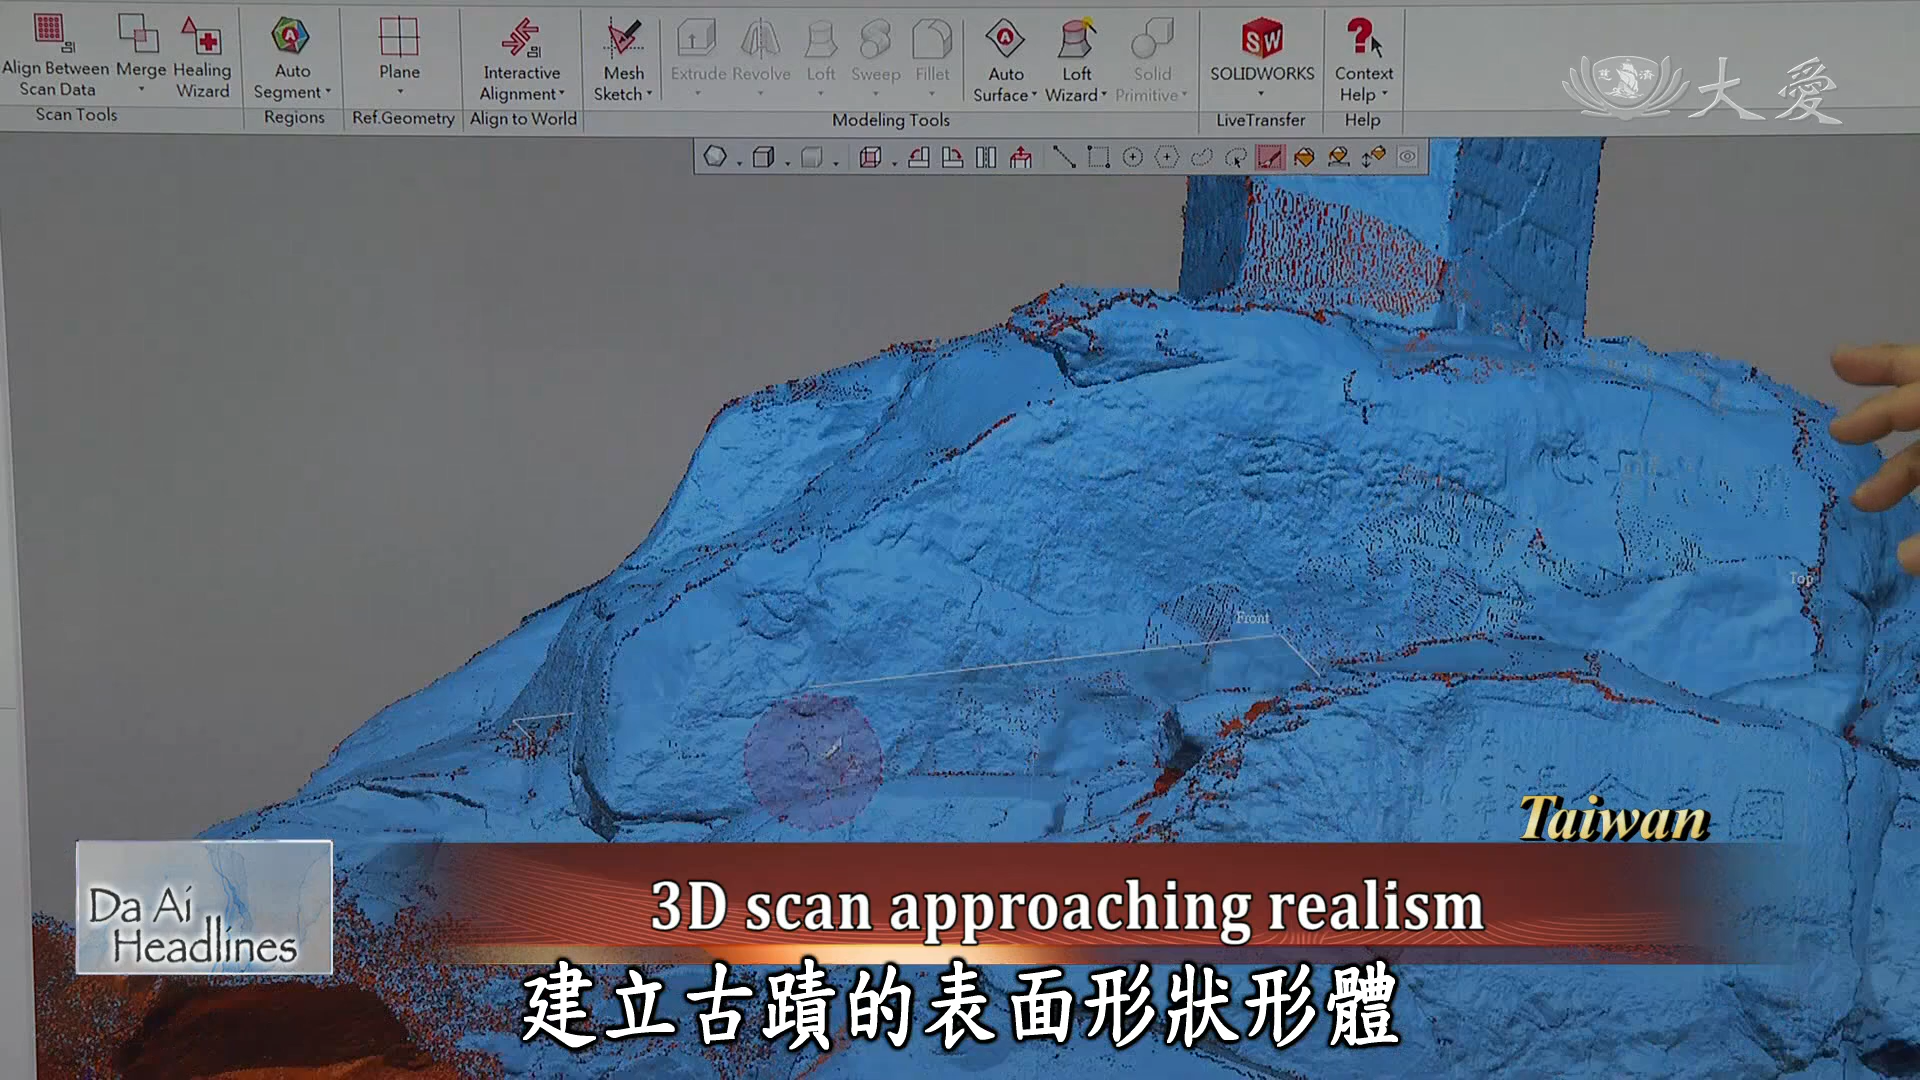 Align Between
Scan Data
Merge
Healing
Wizard
Scan Tools
Auto
Segment
Regions
Plane
Ref.Geometry
Interactive
Alignment
Align to World
Mesh
Sketch
Extrude
Revolve
Loft
Sweep
Fillet
Auto
Surface
Loft
Wizard
Solid
Primitive
Modeling Tools
SW
SOLIDWORKS
LiveTransfer
Context
Help
Help
慈濟
大愛
Top
Front
Taiwan
Da Ai
Headlines
3D scan approaching realism
建立古蹟的表面形狀形體